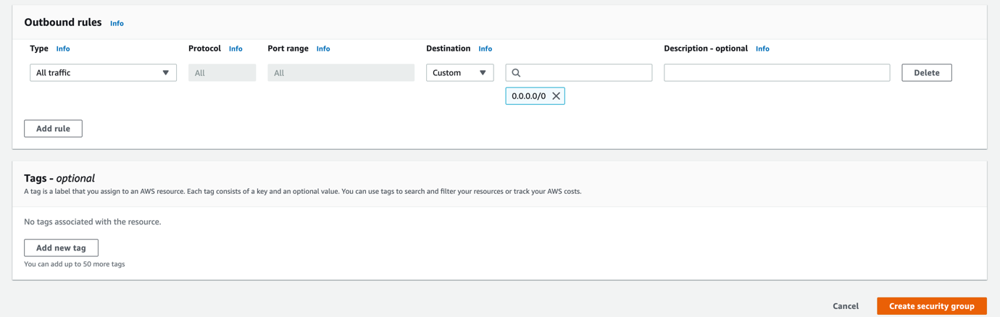 Outbound rules Info
Type Info Protocol Info Port range Info Destination Info Description - optional Info
All traffic All All Custom Delete
0.0.0.0/0
Add rule
Tags - optional
A tag is a label that you assign to an AWS resource. Each tag consists of a key and an optional value. You can use tags to search and filter your resources or track your AWS costs.
No tags associated with the resource.
Add new tag
You can add up to 50 more tags
Cancel Create security group